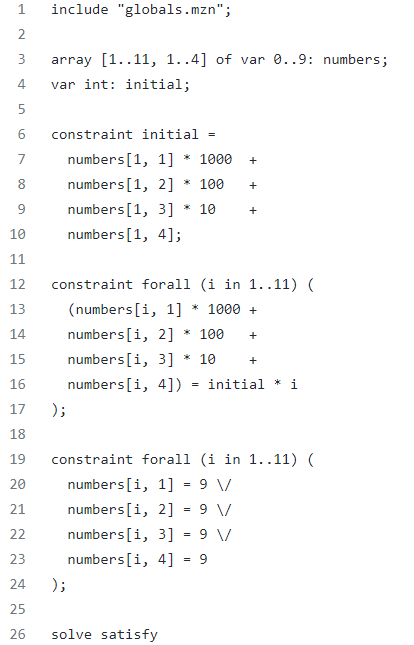 1 include "globals.mzn";
2
3 array [1..11, 1..4] of var 0..9: numbers;
4 var int: initial;
5
6 constraint initial =
7   numbers[1, 1] * 1000  +
8   numbers[1, 2] * 100   +
9   numbers[1, 3] * 10    +
10   numbers[1, 4];
11
12 constraint forall (i in 1..11) (
13   (numbers[i, 1] * 1000 +
14   numbers[i, 2] * 100   +
15   numbers[i, 3] * 10    +
16   numbers[i, 4]) = initial * i
17 );
18
19 constraint forall (i in 1..11) (
20   numbers[i, 1] = 9 \/
21   numbers[i, 2] = 9 \/
22   numbers[i, 3] = 9 \/
23   numbers[i, 4] = 9
24 );
25
26 solve satisfy